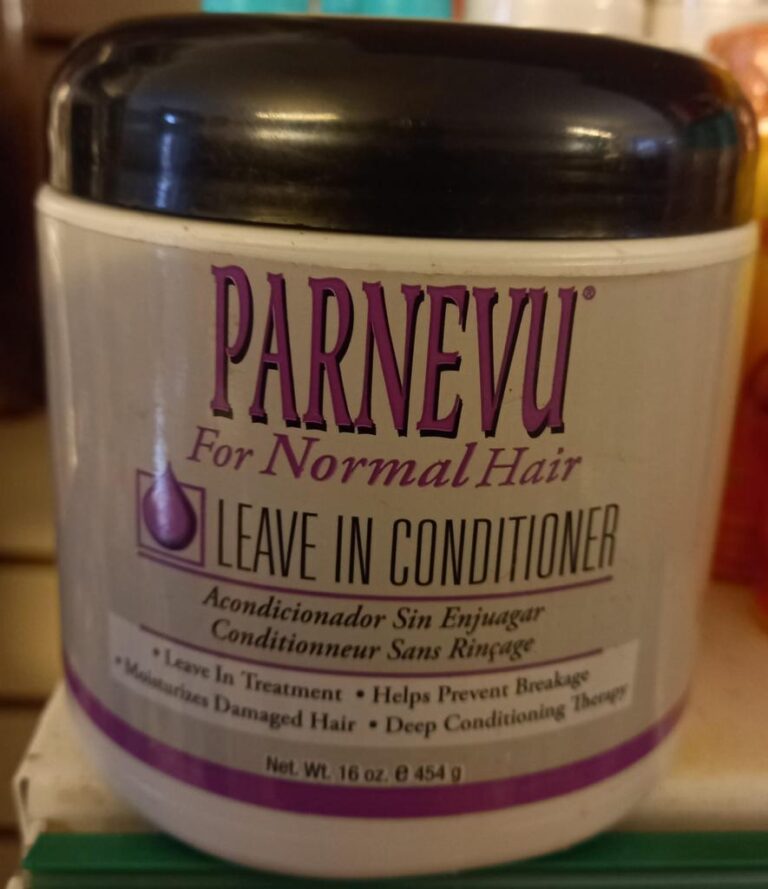 PARNEVU®
For Normal Hair
LEAVE IN CONDITIONER
Acondicionador Sin Enjuagar
Conditionneur Sans Rinçage
• Leave In Treatment • Helps Prevent Breakage
• Moisturizes Damaged Hair • Deep Conditioning Therapy
Net. Wt. 16 oz. e 454 g